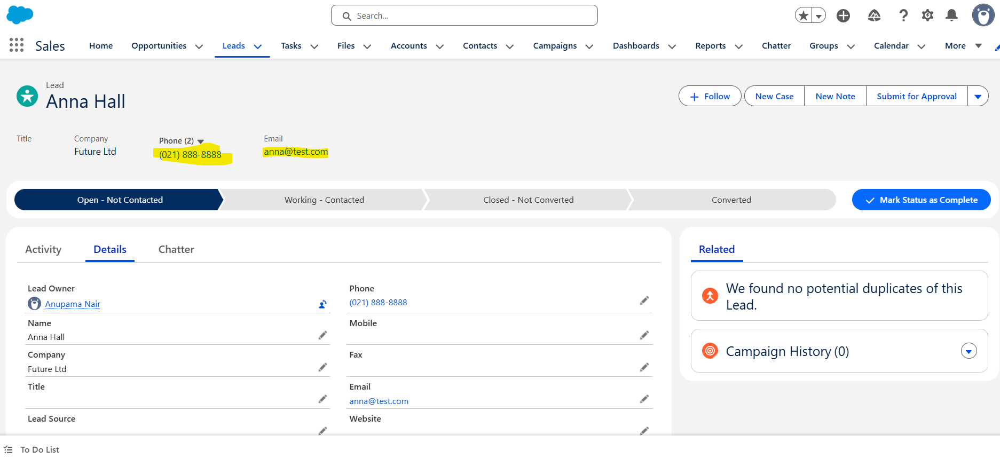 Search...
Sales Home Opportunities Leads Tasks Files Accounts Contacts Campaigns Dashboards Reports Chatter Groups Calendar More
Lead
Anna Hall
Follow New Case New Note Submit for Approval
Title Company Phone (2) Email
Future Ltd (021) 888-8888 anna@test.com
Open - Not Contacted Working - Contacted Closed - Not Converted Converted Mark Status as Complete
Activity Details Chatter
Lead Owner
Anupama Nair
Name
Anna Hall
Company
Future Ltd
Title
Lead Source
Phone
(021) 888-8888
Mobile
Fax
Email
anna@test.com
Website
Related
We found no potential duplicates of this
Lead.
Campaign History (0)
To Do List